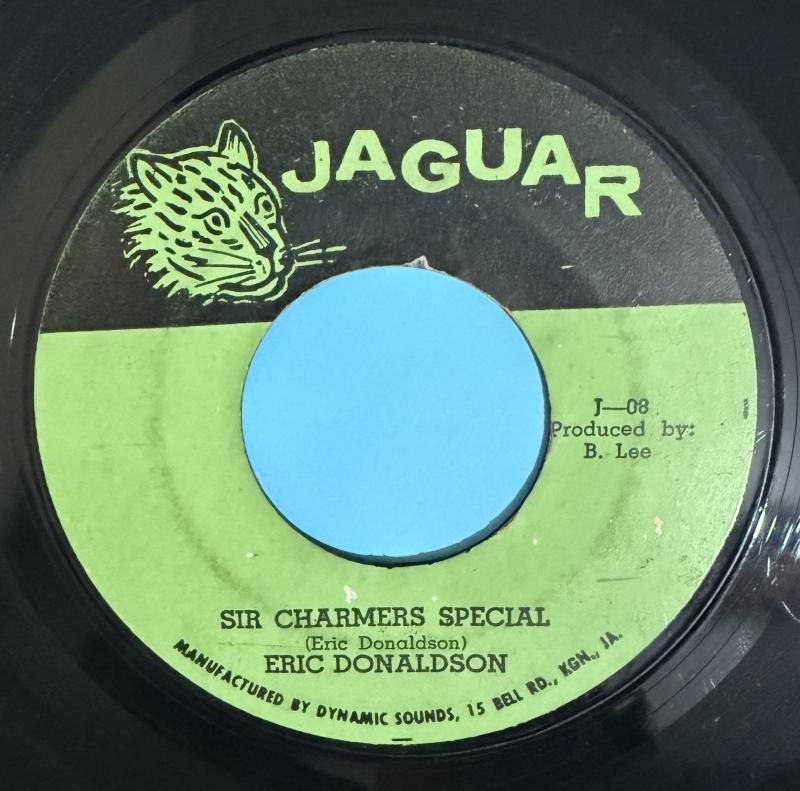 JAGUAR
J—08
Produced by:
B. Lee
SIR CHARMERS SPECIAL
(Eric Donaldson)
ERIC DONALDSON
MANUFACTURED BY DYNAMIC SOUNDS, 15 BELL RD., KGN., JA.